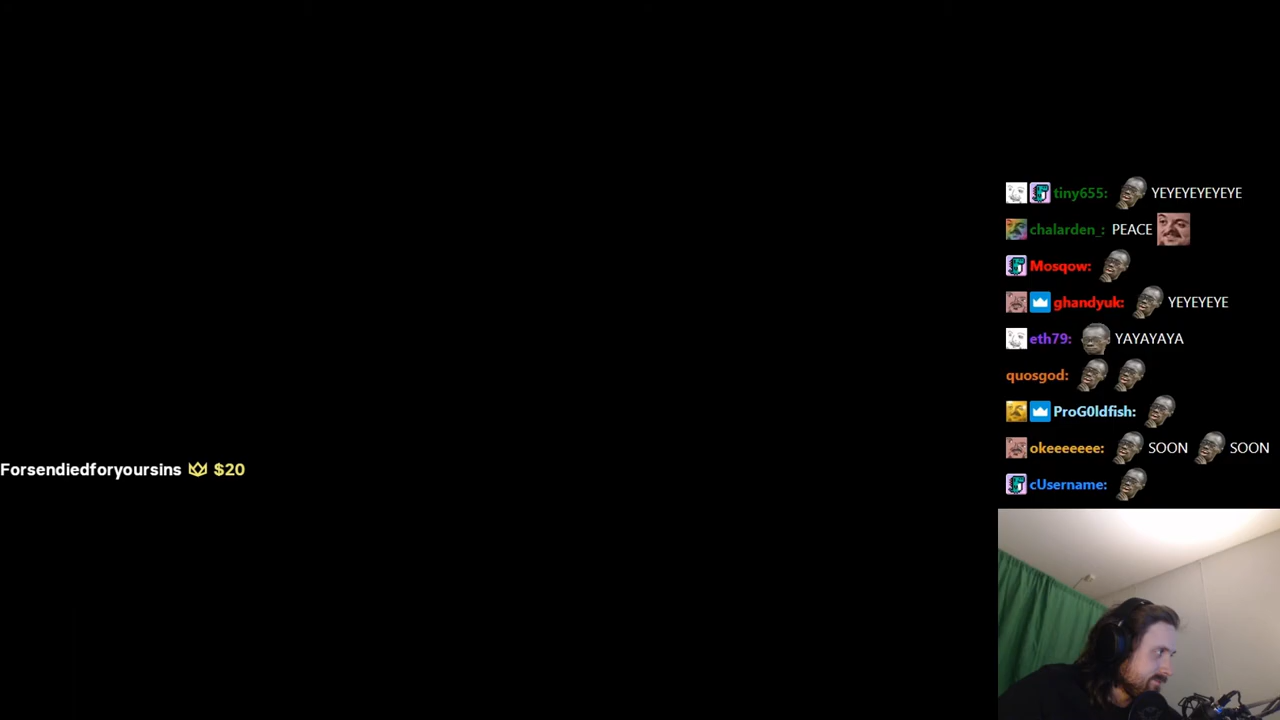 tiny655: YEYEYEYEYEYE
chalarden_: PEACE
Mosqow:
ghandyuk: YEYEYEYE
eth79: YAYAYAYA
quosgod:
ProG0ldfish:
okeeeeeee: SOON SOON
Forsendiedforyoursins $20
cUsername: